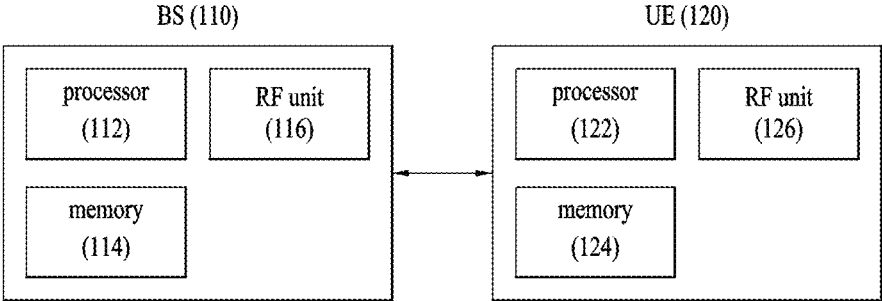 BS (110)
processor
(112)
RF unit
(116)
memory
(114)
UE (120)
processor
(122)
RF unit
(126)
memory
(124)